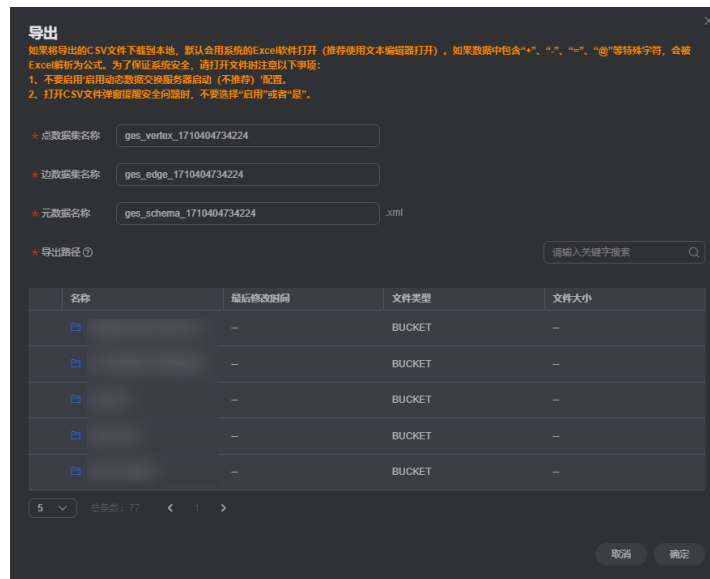 导出
如果将导出的CSV文件下载到本地，默认会用系统的Excel软件打开（推荐使用文本编辑器打开）。如果数据中包含“+”、“-”、“=”、“@”等特殊字符，会被
Excel解析为公式。为了保证系统安全，请打开文件时注意以下事项：
1、不要启用'启用动态数据交换服务器启动（不推荐）'配置。
2、打开CSV文件弹窗提醒安全问题时，不要选择“启用”或者“是”。
* 点数据集名称 ges_vertex_1710404734224
* 边数据集名称 ges_edge_1710404734224
* 元数据名称 ges_schema_1710404734224 .xml
* 导出路径 ? 请输入关键字搜索
名称 最后修改时间 文件类型 文件大小
-- BUCKET --
-- BUCKET --
-- BUCKET --
-- BUCKET --
-- BUCKET --
5 总条数：77 < 1 >
取消 确定